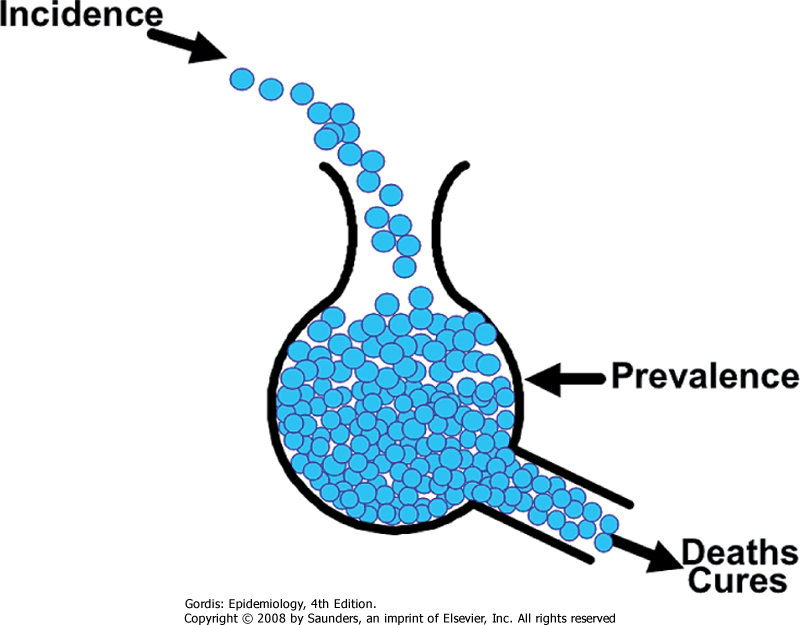 Incidence
Prevalence
Deaths
Cures
Gordis: Epidemiology, 4th Edition.
Copyright © 2008 by Saunders, an imprint of Elsevier, Inc. All rights reserved